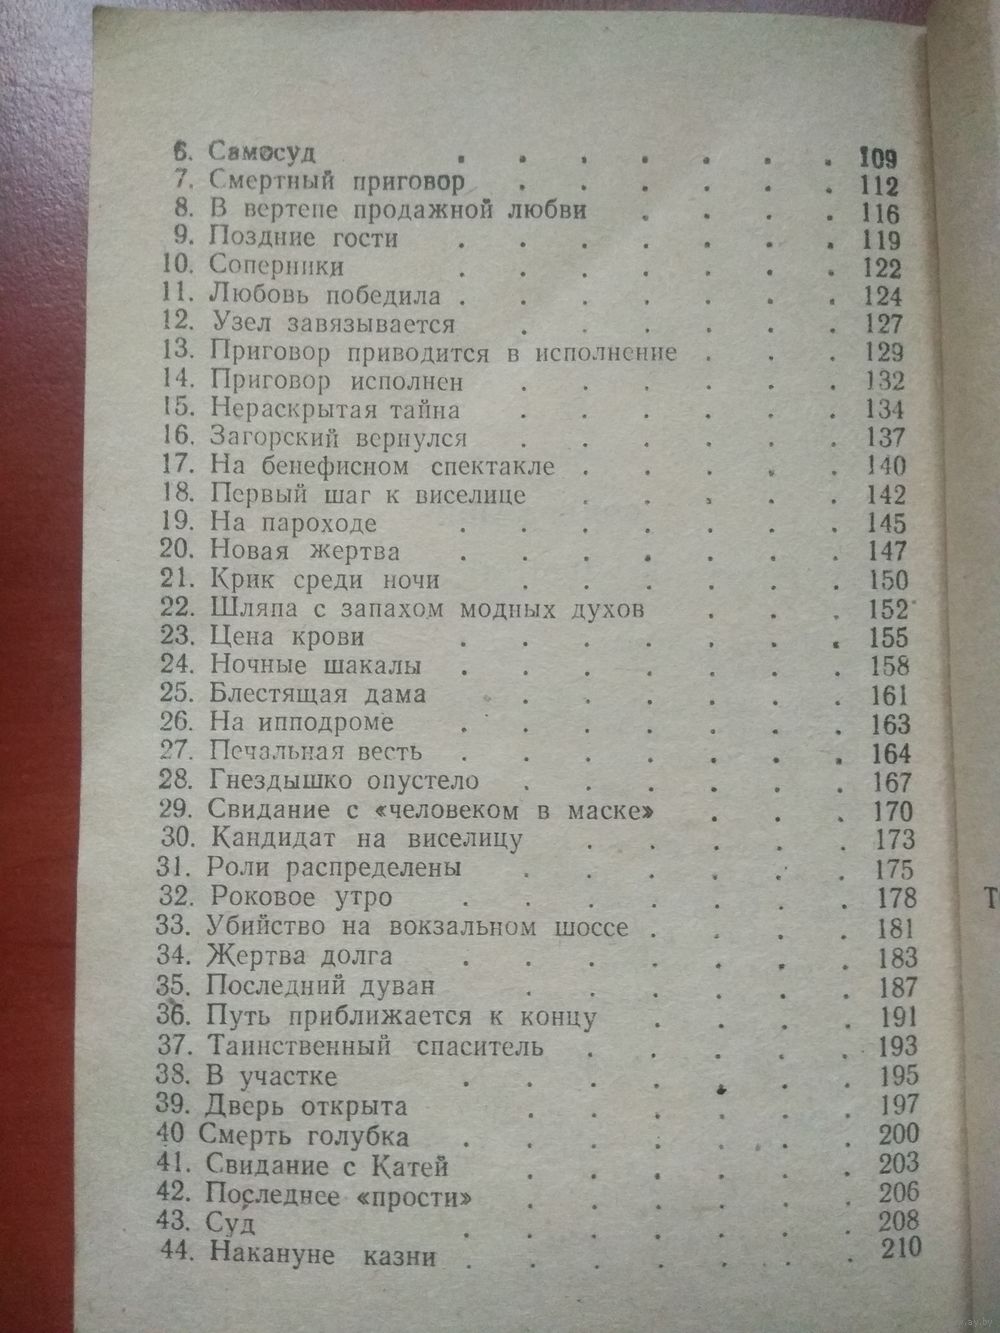 6. Самосуд . . . . . . . 109
7. Смертный приговор . . . . . . 112
8. В вертепе продажной любви . . . . 116
9. Поздние гости . . . . . . . 119
10. Соперники . . . . . . . 122
11. Любовь победила . . . . . . . 124
12. Узел завязывается . . . . . . 127
13. Приговор приводится в исполнение . . . 129
14. Приговор исполнен . . . . . . 132
15. Нераскрытая тайна . . . . . . 134
16. Загорский вернулся . . . . . . 137
17. На бенефисном спектакле . . . . . 140
18. Первый шаг к виселице . . . . . 142
19. На пароходе . . . . . . . 145
20. Новая жертва . . . . . . . 147
21. Крик среди ночи . . . . . . 150
22. Шляпа с запахом модных духов . . . 152
23. Цена крови . . . . . . . 155
24. Ночные шакалы . . . . . . . 158
25. Блестящая дама . . . . . . 161
26. На ипподроме . . . . . . . 163
27. Печальная весть . . . . . . . 164
28. Гнездышко опустело . . . . . . 167
29. Свидание с «человеком в маске» . . . 170
30. Кандидат на виселицу . . . . . 173
31. Роли распределены . . . . . . 175
32. Роковое утро . . . . . . . 178
33. Убийство на вокзальном шоссе . . . . 181
34. Жертва долга . . . . . . . 183
35. Последний дуван . . . . . . 187
36. Путь приближается к концу . . . . 191
37. Таинственный спаситель . . . . . 193
38. В участке . . . . . . . 195
39. Дверь открыта . . . . . . 197
40 Смерть голубка . . . . . . . 200
41. Свидание с Катей . . . . . . 203
42. Последнее «прости» . . . . . . 206
43. Суд . . . . . . . 208
44. Накануне казни . . . . . . . 210
Т
ay.by